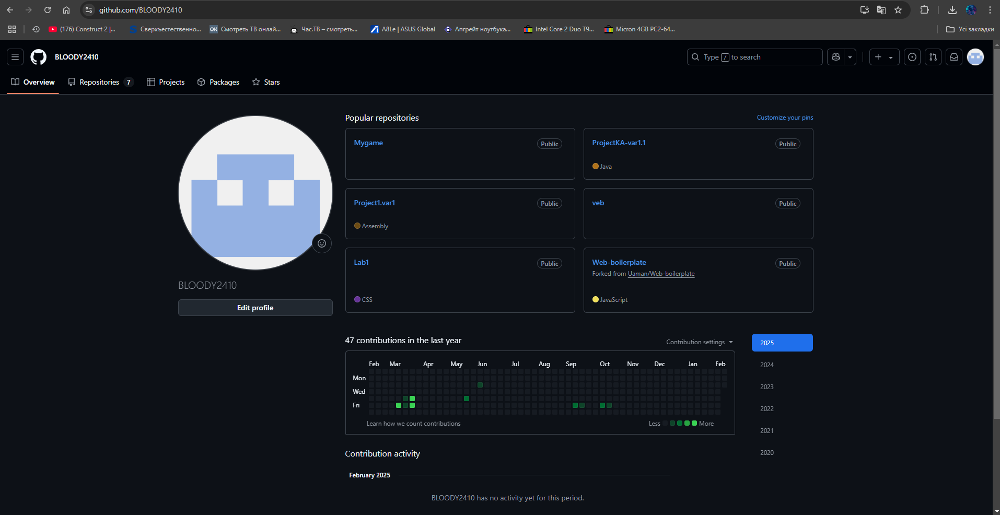 github.com/BLOODY2410
(176) Construct 2 |...
Сверхъестественно...
OK Смотреть ТВ онлай...
Час.ТВ – смотреть...
A8Le | ASUS Global
Апгрейт ноутбука...
Intel Core 2 Duo T9...
Micron 4GB PC2-64...
Усі закладки
BLOODY2410
Type / to search
Overview
Repositories 7
Projects
Packages
Stars
Popular repositories
Customize your pins
Mygame Public
ProjectKA-var1.1 Public
Java
Project1.var1 Public
Assembly
veb Public
Lab1 Public
CSS
Web-boilerplate Public
Forked from Uaman/Web-boilerplate
JavaScript
BLOODY2410
Edit profile
47 contributions in the last year
Contribution settings
2025
2024
2023
2022
2021
2020
Feb Mar Apr May Jun Jul Aug Sep Oct Nov Dec Jan Feb
Mon
Wed
Fri
Learn how we count contributions
Less More
Contribution activity
February 2025
BLOODY2410 has no activity yet for this period.